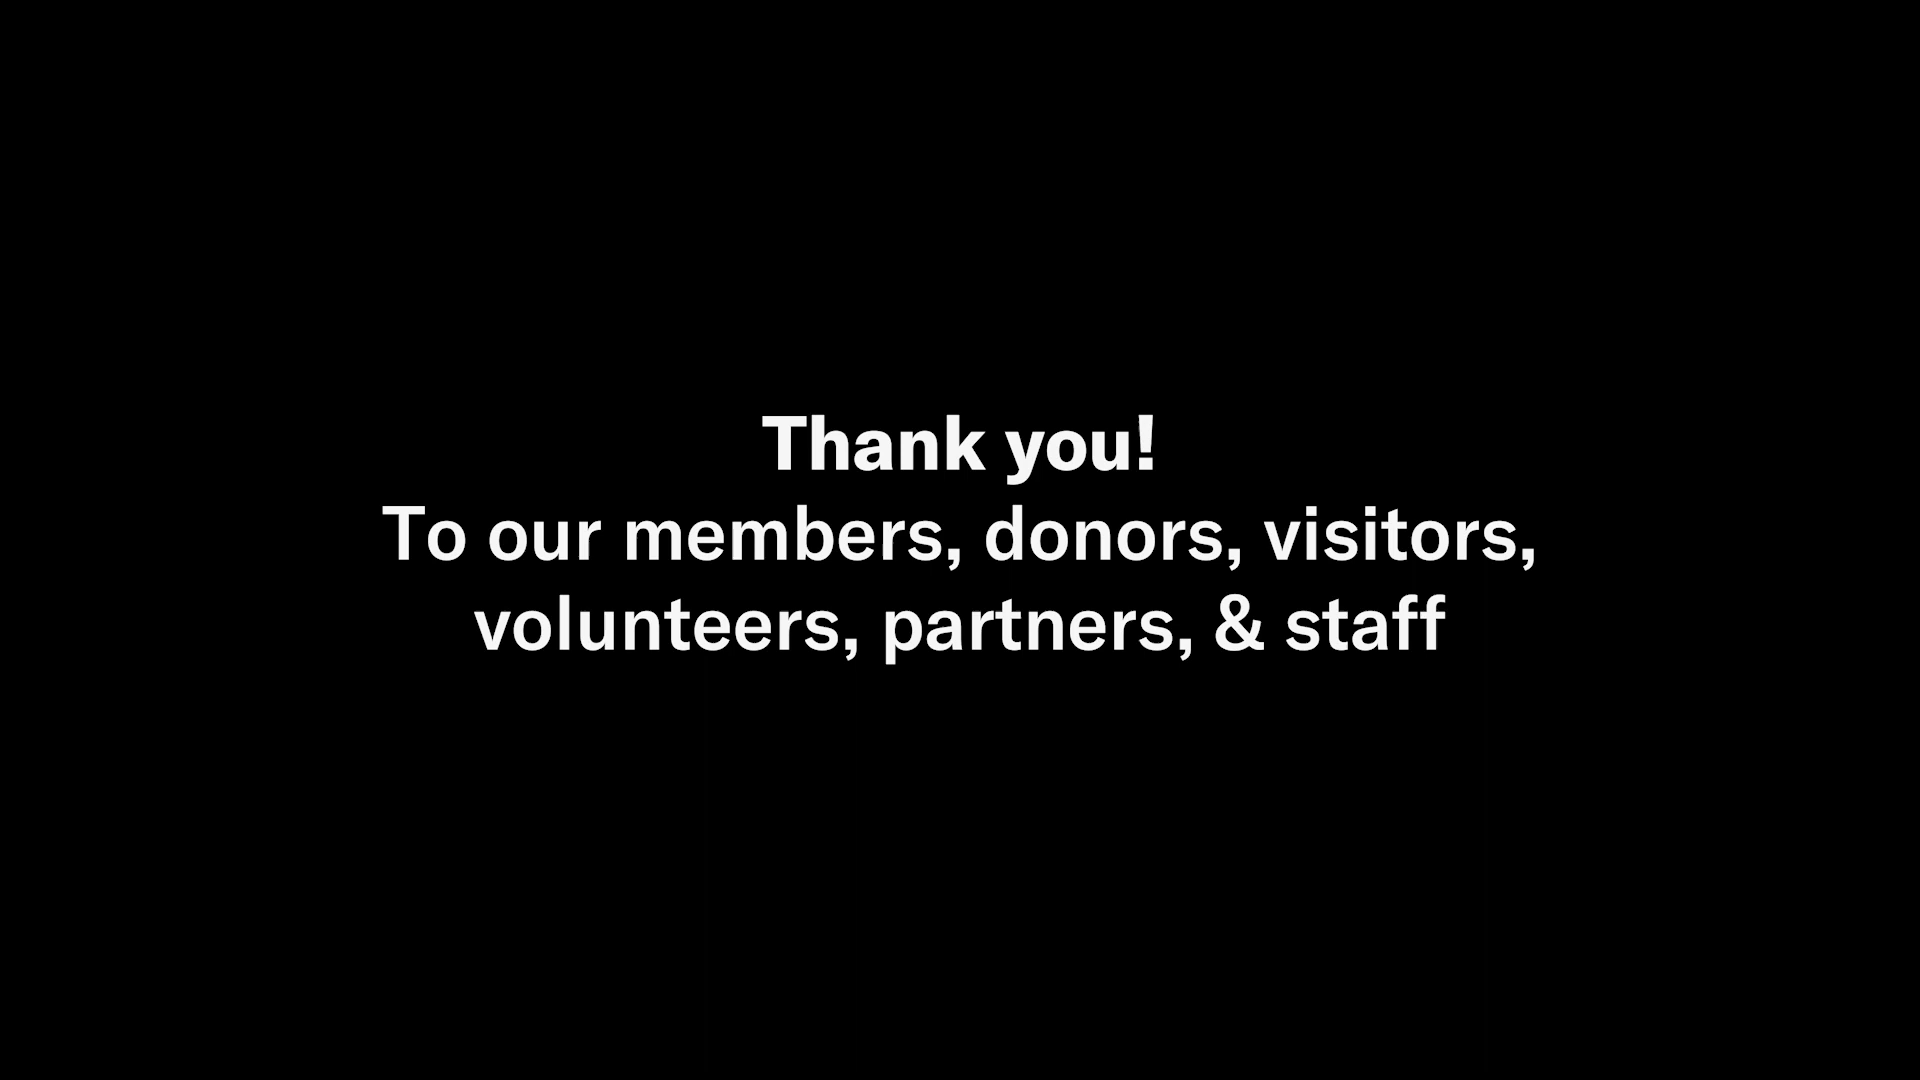 Thank you!
To our members, donors, visitors,
volunteers, partners, & staff